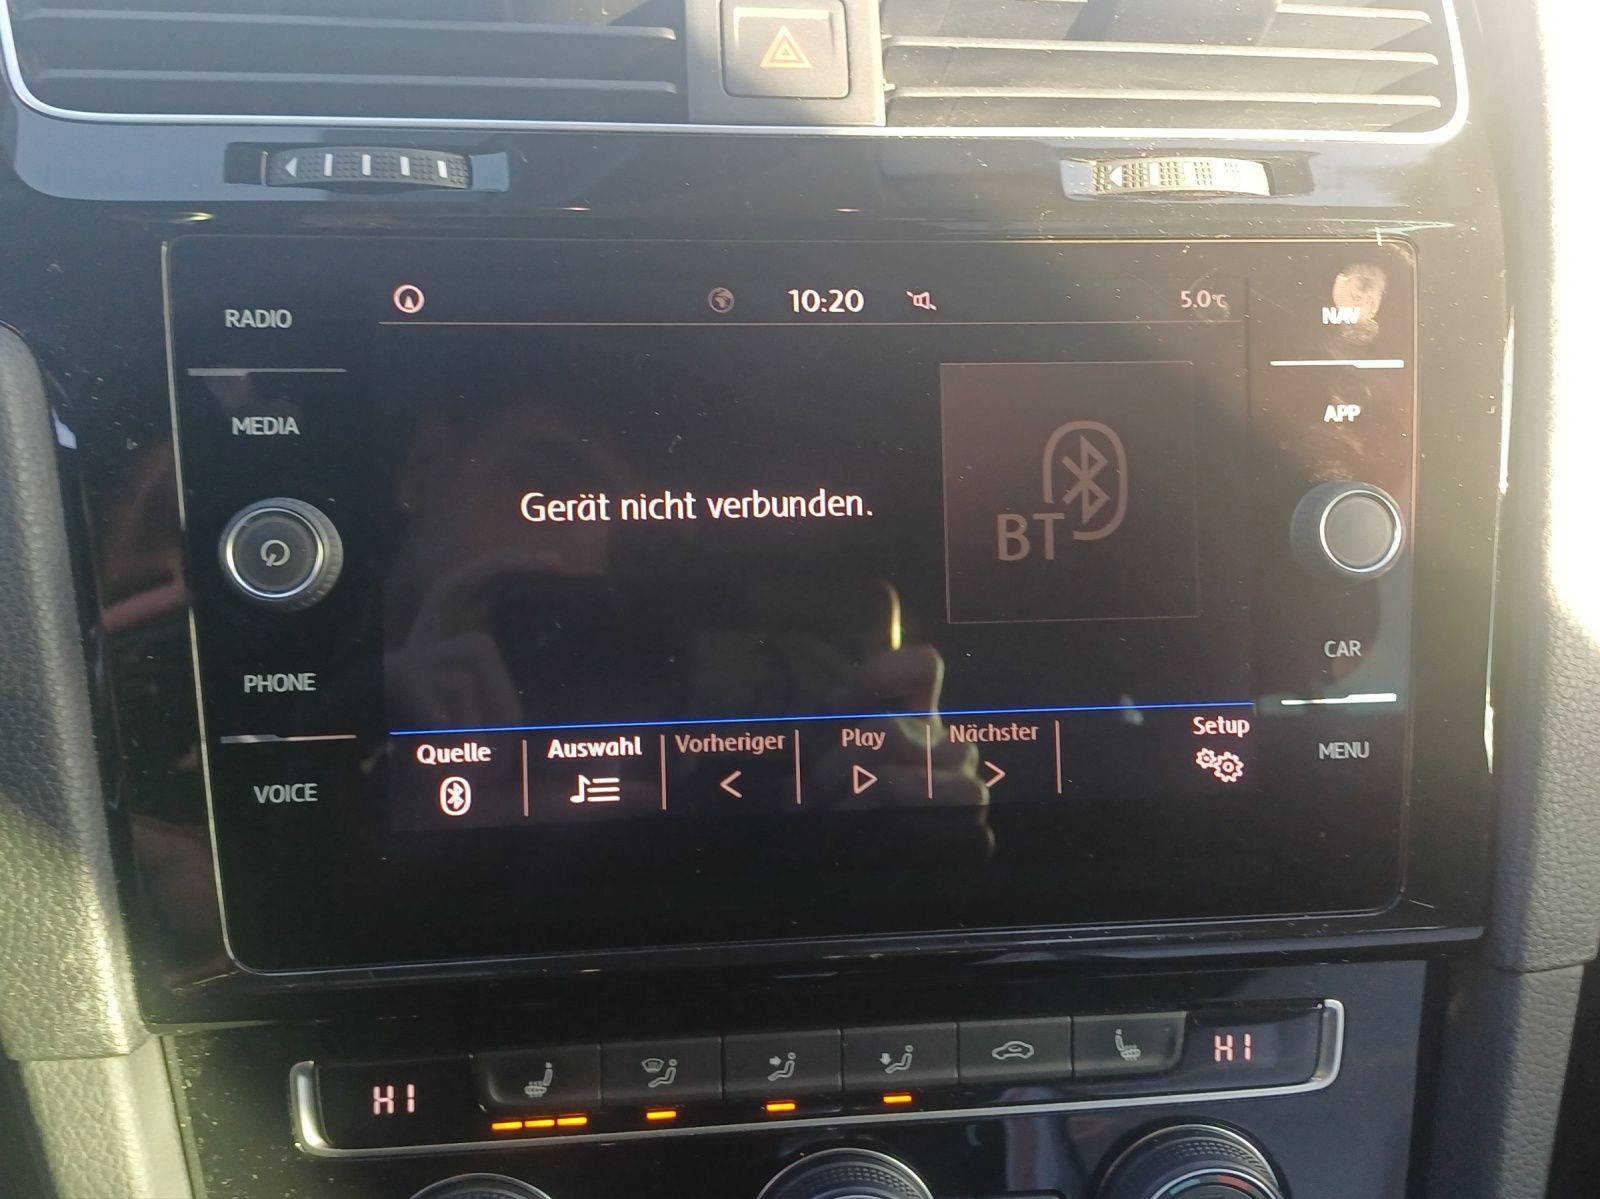 RADIO
MEDIA
PHONE
VOICE
10:20
5.0°C
Gerät nicht verbunden.
BT
Quelle
Auswahl
Vorheriger
Play
Nächster
Setup
NAV
APP
CAR
MENU
HI
HI